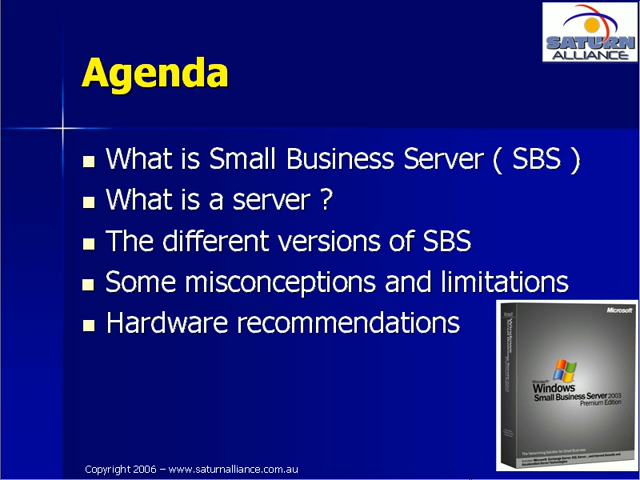 SATURN
ALLIANCE
Agenda
What is Small Business Server ( SBS )
What is a server ?
The different versions of SBS
Some misconceptions and limitations
Hardware recommendations
Microsoft
Microsoft
Windows
Small Business Server 2003
Premium Edition
Copyright 2006 – www.saturnalliance.com.au